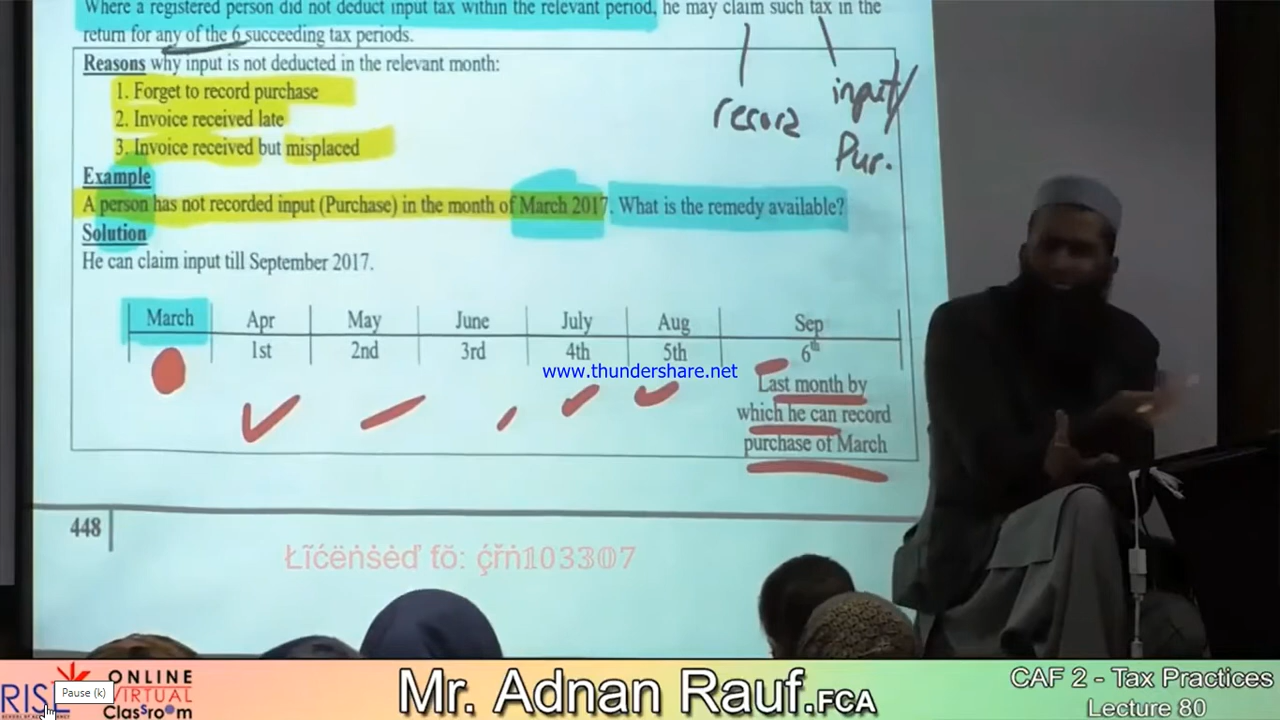 Where a registered person did not deduct input tax within the relevant period, he may claim such tax in the
return for any of the 6 succeeding tax periods.
Reasons why input is not deducted in the relevant month:
1. Forget to record purchase
2. Invoice received late
3. Invoice received but misplaced
record
input/
Pur.
Example
A person has not recorded input (Purchase) in the month of March 2017. What is the remedy available?
Solution
He can claim input till September 2017.
March Apr May June July Aug Sep
1st 2nd 3rd 4th 5th 6th
www.thundershare.net
Last month by
which he can record
purchase of March
448
Łĩćëńṡëď fõ: çřṅ103307
RISE
Pause (k)
ONLINE
VIRTUAL
Classroom
Mr. Adnan Rauf.FCA
CAF 2 - Tax Practices
Lecture 80